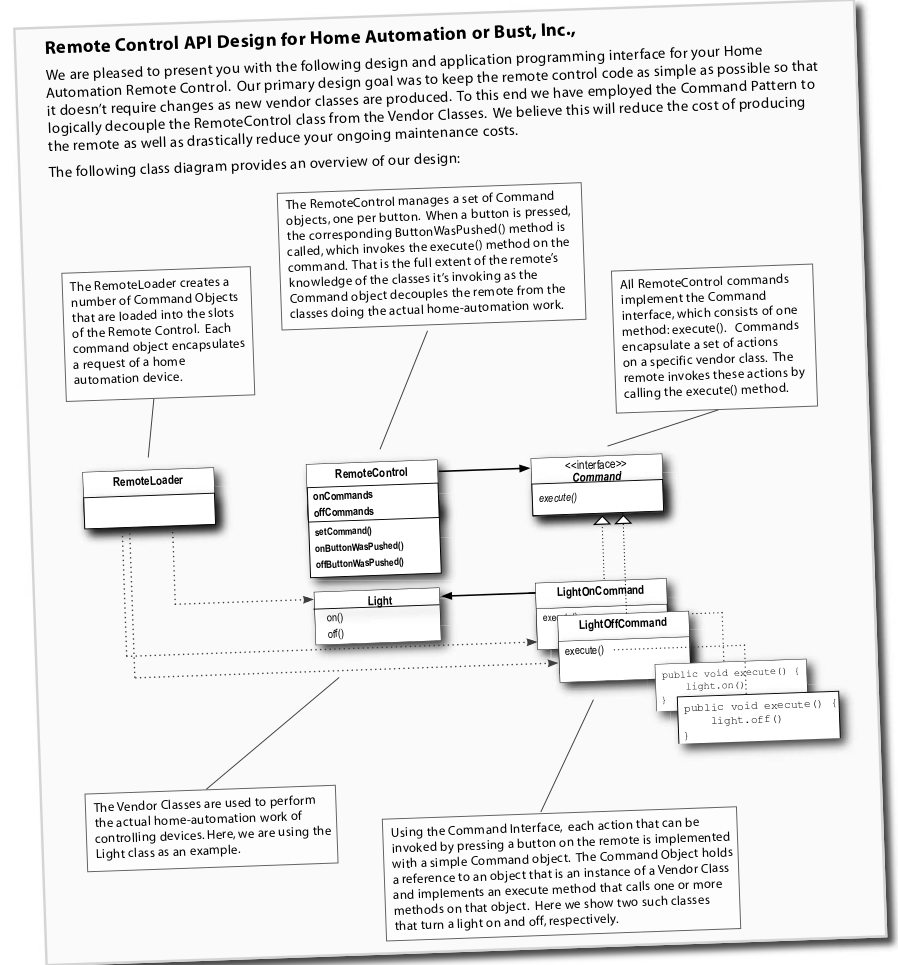 Remote Control API Design for Home Automation or Bust, Inc.,
We are pleased to present you with the following design and application programming interface for your Home
Automation Remote Control. Our primary design goal was to keep the remote control code as simple as possible so that
it doesn't require changes as new vendor classes are produced. To this end we have employed the Command Pattern to
logically decouple the RemoteControl class from the Vendor Classes. We believe this will reduce the cost of producing
the remote as well as drastically reduce your ongoing maintenance costs.
The following class diagram provides an overview of our design:
The RemoteControl manages a set of Command
objects, one per button. When a button is pressed,
the corresponding ButtonWasPushed() method is
called, which invokes the execute() method on the
command. That is the full extent of the remote's
knowledge of the classes it's invoking as the
Command object decouples the remote from the
classes doing the actual home-automation work.
The RemoteLoader creates a
number of Command Objects
that are loaded into the slots
of the Remote Control. Each
command object encapsulates
a request of a home
automation device.
All RemoteControl commands
implement the Command
interface, which consists of one
method: execute(). Commands
encapsulate a set of actions
on a specific vendor class. The
remote invokes these actions by
calling the execute() method.
RemoteLoader
RemoteControl
onCommands
offCommands
setCommand()
onButtonWasPushed()
offButtonWasPushed()
<<interface>>
Command
execute()
Light
on()
off()
LightOnCommand
exec
LightOffCommand
execute()
public void execute() {
light.on()
}
public void execute() {
light.off()
}
The Vendor Classes are used to perform
the actual home-automation work of
controlling devices. Here, we are using the
Light class as an example.
Using the Command Interface, each action that can be
invoked by pressing a button on the remote is implemented
with a simple Command object. The Command Object holds
a reference to an object that is an instance of a Vendor Class
and implements an execute method that calls one or more
methods on that object. Here we show two such classes
that turn a light on and off, respectively.